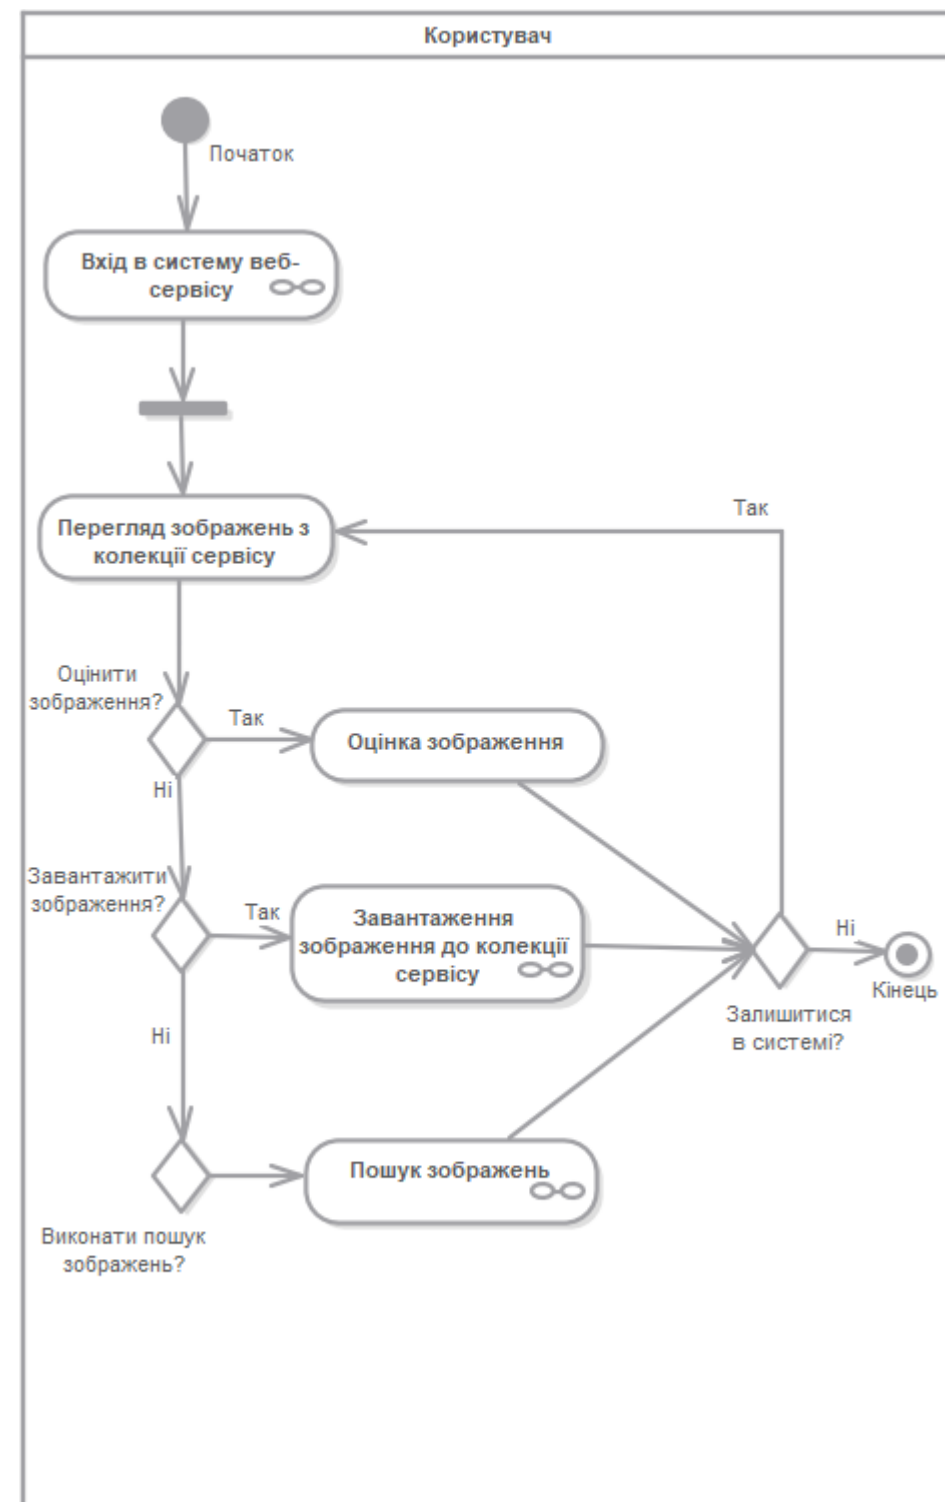 Користувач
Початок
Вхід в систему веб-
сервісу
Перегляд зображень з
колекції сервісу
Так
Оцінити
зображення?
Так
Оцінка зображення
Ні
Завантажити
зображення?
Так
Завантаження
зображення до колекції
сервісу
Ні
Кінець
Залишитися
в системі?
Ні
Пошук зображень
Виконати пошук
зображень?